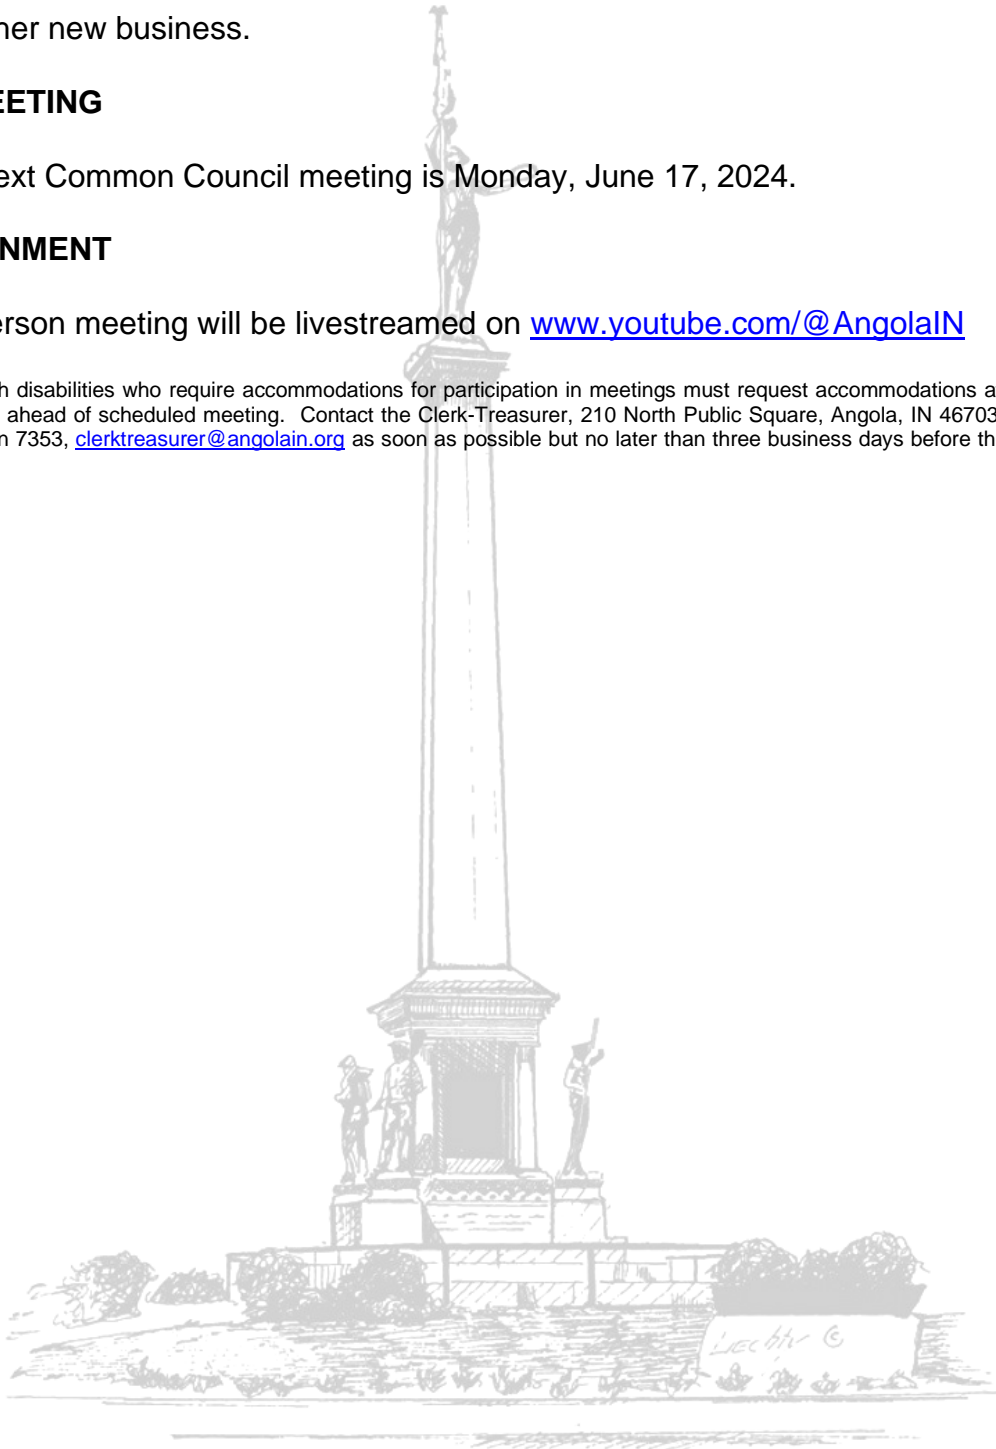 her new business.
EETING
ext Common Council meeting is Monday, June 17, 2024.
NMENT
erson meeting will be livestreamed on www.youtube.com/@AngolaIN
h disabilities who require accommodations for participation in meetings must request accommodations a
ahead of scheduled meeting. Contact the Clerk-Treasurer, 210 North Public Square, Angola, IN 46703
n 7353, clerktreasurer@angolain.org as soon as possible but no later than three business days before th